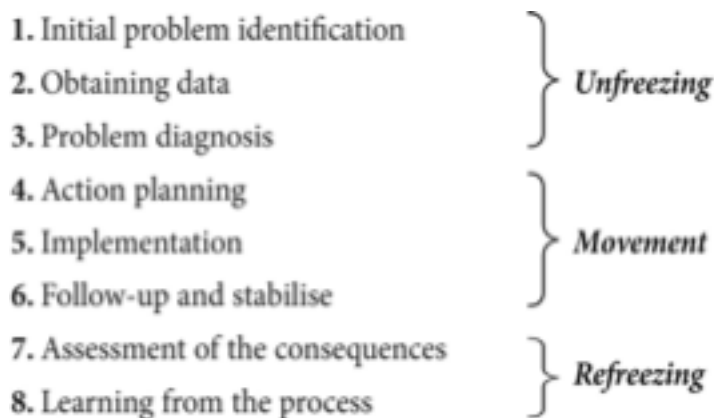 1. Initial problem identification
2. Obtaining data
Unfreezing
3. Problem diagnosis
4. Action planning
5. Implementation
Movement
6. Follow-up and stabilise
7. Assessment of the consequences
Refreezing
8. Learning from the process